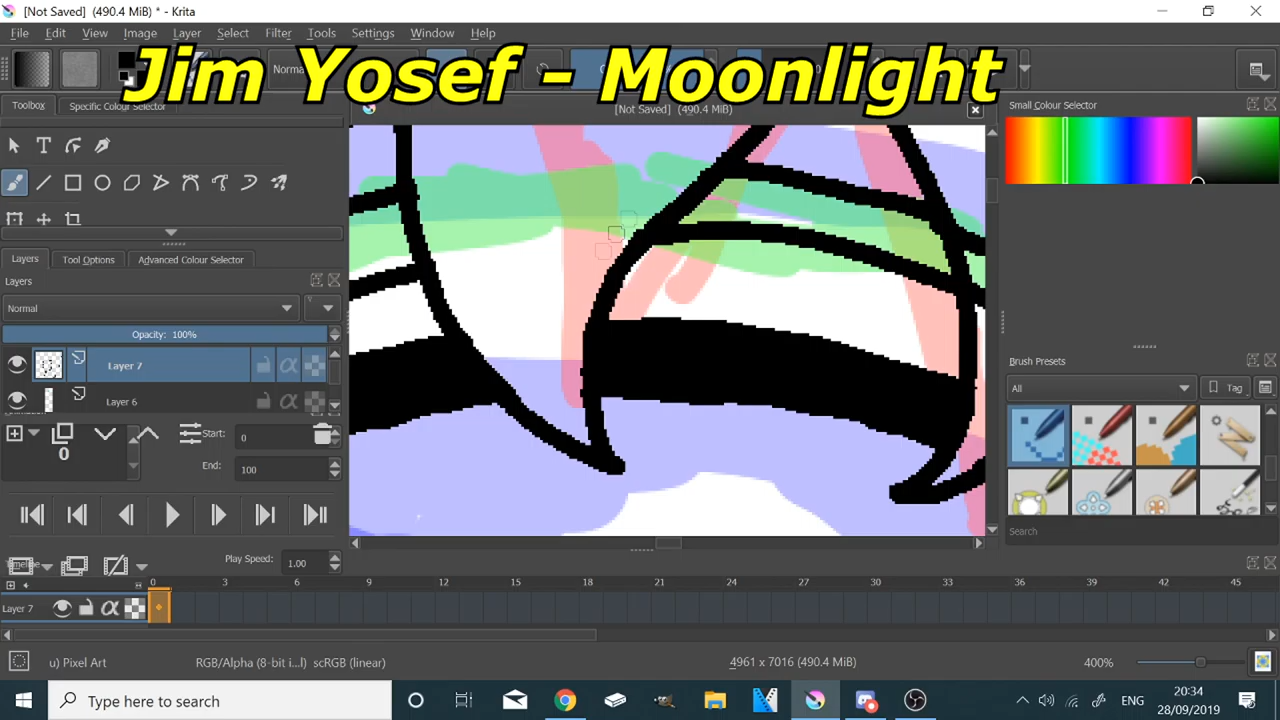 [Not Saved] (490.4 MiB) * - Krita
File Edit View Image Layer Select Filter Tools Settings Window Help
Jim Yosef - Moonlight
Toolbox Specific Colour Selector
[Not Saved] (490.4 MiB)
Small Colour Selector
Layers Tool Options Advanced Colour Selector
Layers
Normal
Opacity: 100%
Layer 7
Layer 6
Start: 0
0
End: 100
Brush Presets
All Tag
Search
Play Speed: 1.00
0 3 6 9 12 15 18 21 24 27 30 33 36 39 42 45
Layer 7
u) Pixel Art RGB/Alpha (8-bit i...l) scRGB (linear) 4961 x 7016 (490.4 MiB) 400%
Type here to search ENG 20:34
28/09/2019